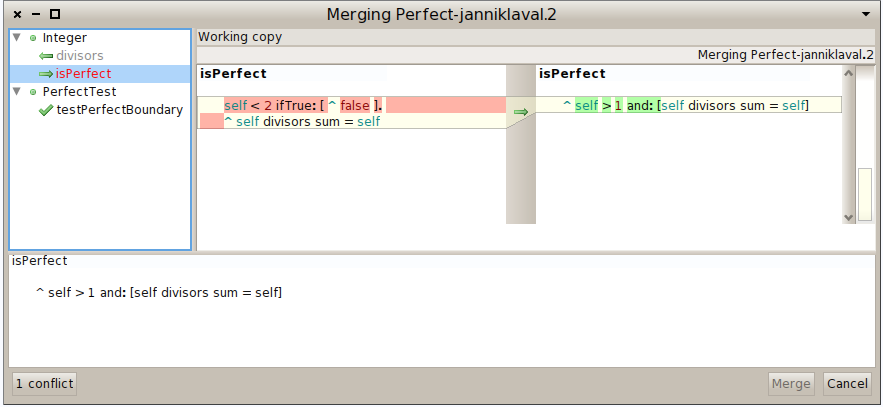 Merging Perfect-janniklaval.2
Integer
divisors
isPerfect
PerfectTest
testPerfectBoundary
Working copy
Merging Perfect-janniklaval.2
isPerfect
self < 2 ifTrue: [ ^ false ].
^ self divisors sum = self
isPerfect
^ self > 1 and: [self divisors sum = self]
isPerfect
^ self > 1 and: [self divisors sum = self]
1 conflict
Merge
Cancel